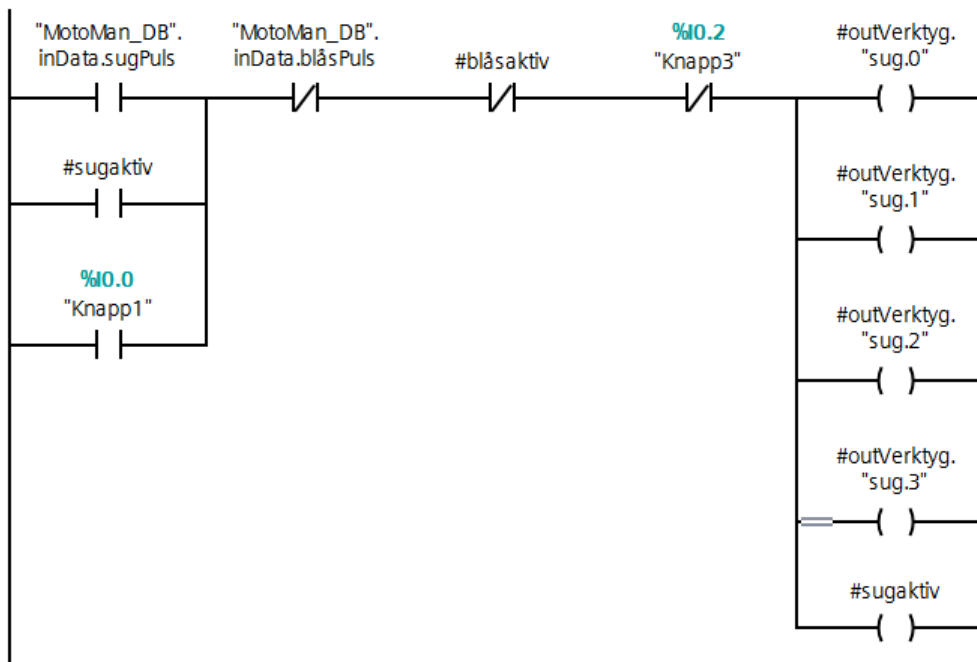 "MotoMan_DB".
inData.sugPuls
"MotoMan_DB".
inData.blåsPuls
#blåsaktiv
%I0.2
"Knapp3"
#outVerktyg.
"sug.0"
#sugaktiv
#outVerktyg.
"sug.1"
%I0.0
"Knapp1"
#outVerktyg.
"sug.2"
#outVerktyg.
"sug.3"
#sugaktiv